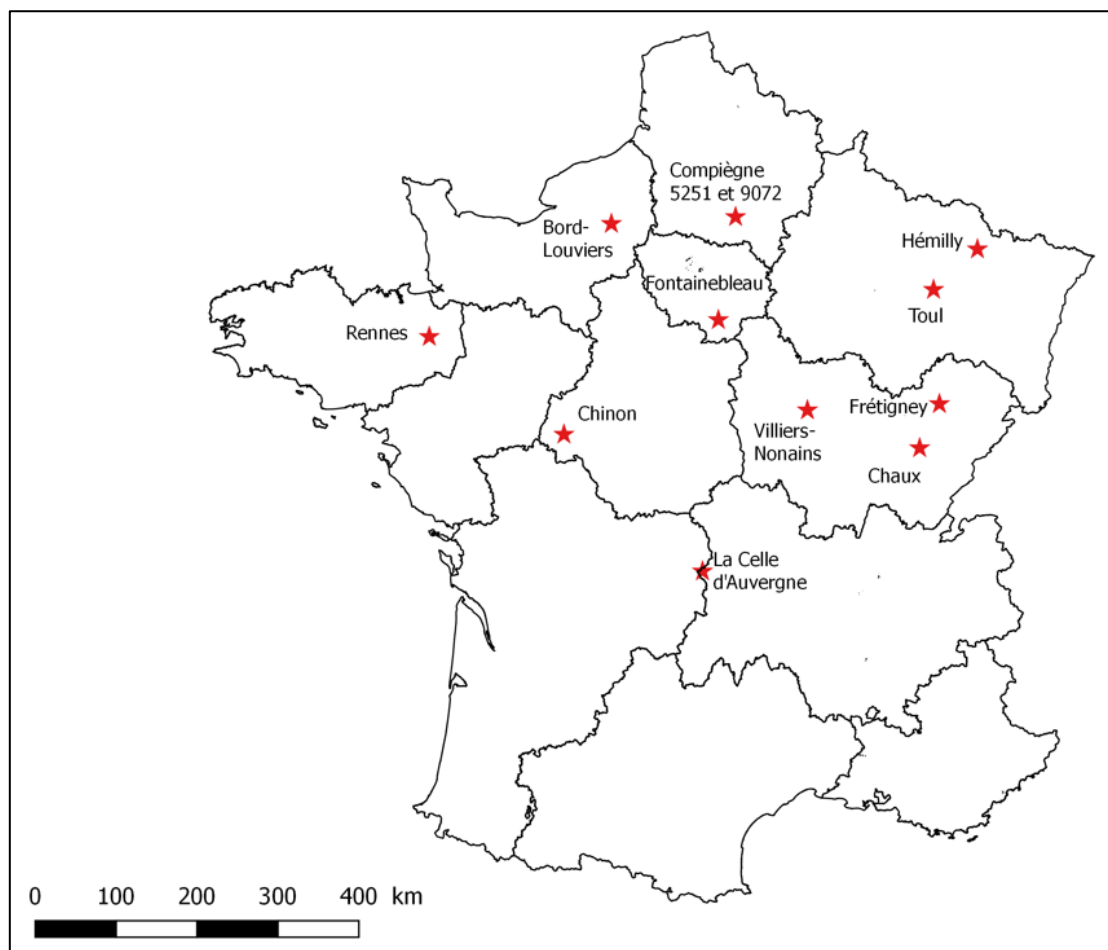 Compiègne
5251 et 9072
Bord-
Louviers
Hémilly
Fontainebleau
Toul
Rennes
Frétigney
Chinon
Villiers-
Nonains
Chaux
La Celle
d'Auvergne
0 100 200 300 400 km